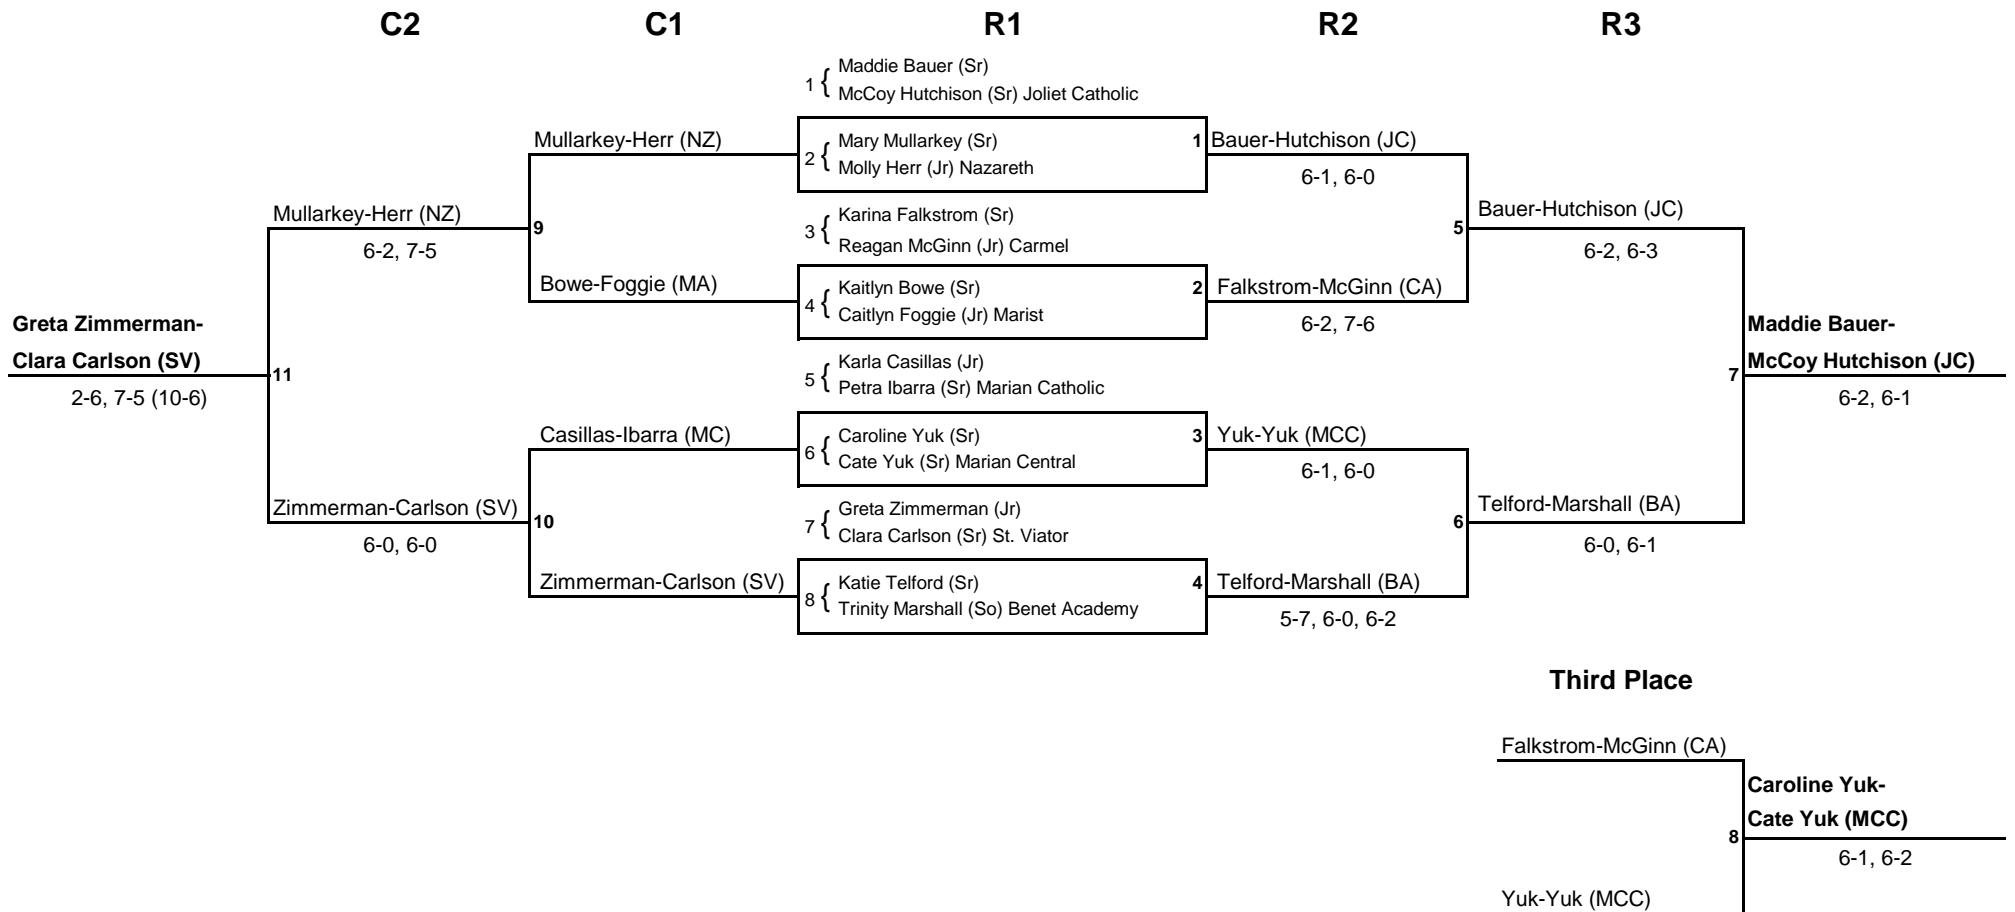 C2 C1 R1 R2 R3
1 { Maddie Bauer (Sr)
McCoy Hutchison (Sr) Joliet Catholic
Mullarkey-Herr (NZ)
2 { Mary Mullarkey (Sr)
Molly Herr (Jr) Nazareth
1 Bauer-Hutchison (JC)
6-1, 6-0
Mullarkey-Herr (NZ)
6-2, 7-5
9
3 { Karina Falkstrom (Sr)
Reagan McGinn (Jr) Carmel
5 Bauer-Hutchison (JC)
6-2, 6-3
Bowe-Foggie (MA)
4 { Kaitlyn Bowe (Sr)
Caitlyn Foggie (Jr) Marist
2 Falkstrom-McGinn (CA)
6-2, 7-6
Greta Zimmerman-
Clara Carlson (SV)
2-6, 7-5 (10-6)
11
5 { Karla Casillas (Jr)
Petra Ibarra (Sr) Marian Catholic
7 Maddie Bauer-
McCoy Hutchison (JC)
6-2, 6-1
Casillas-Ibarra (MC)
6 { Caroline Yuk (Sr)
Cate Yuk (Sr) Marian Central
3 Yuk-Yuk (MCC)
6-1, 6-0
Zimmerman-Carlson (SV)
6-0, 6-0
10
7 { Greta Zimmerman (Jr)
Clara Carlson (Sr) St. Viator
6 Telford-Marshall (BA)
6-0, 6-1
Zimmerman-Carlson (SV)
8 { Katie Telford (Sr)
Trinity Marshall (So) Benet Academy
4 Telford-Marshall (BA)
5-7, 6-0, 6-2
Third Place
Falkstrom-McGinn (CA)
8 Caroline Yuk-
Cate Yuk (MCC)
6-1, 6-2
Yuk-Yuk (MCC)